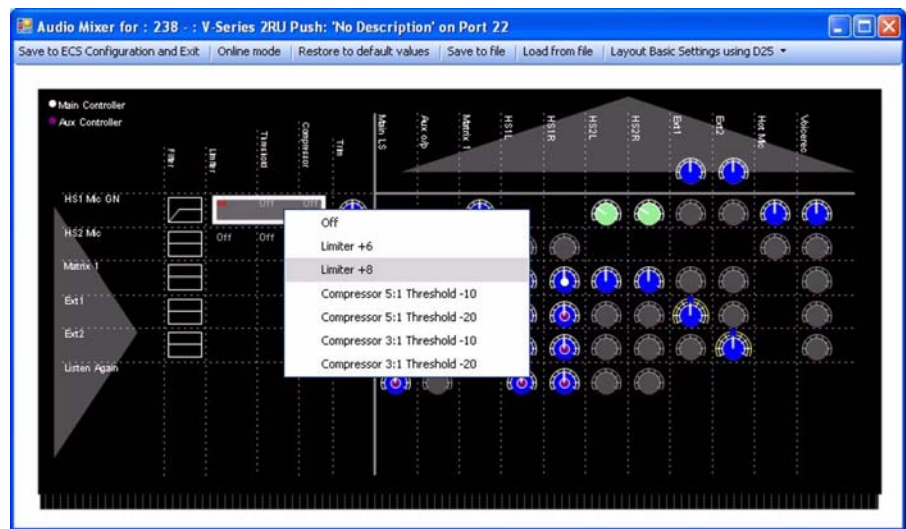 Audio Mixer for : 238 - : V-Series 2RU Push: 'No Description' on Port 22
Save to ECS Configuration and Exit Online mode Restore to default values Save to file Load from file Layout Basic Settings using D25
Main Controller
Aux Controller
Filter
Limiter
Threshold
Compressor
Trim
Main LS
Aux o/p
Matrix 1
HS1L
HS1R
HS2L
HS2R
Ext1
Ext2
Hot Mic
Voicerec
HS1 Mic GN
Off Off
HS2 Mic
Off Off
Matrix 1
Ext1
Ext2
Listen Again
Off
Limiter +6
Limiter +8
Compressor 5:1 Threshold -10
Compressor 5:1 Threshold -20
Compressor 3:1 Threshold -10
Compressor 3:1 Threshold -20